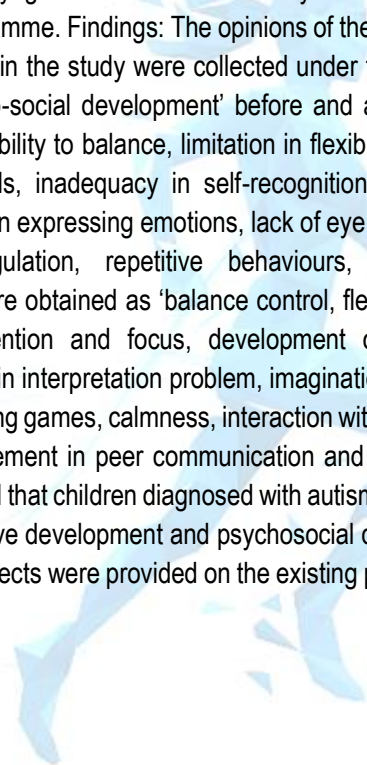 ramme. Findings: The opinions of the
in the study were collected under
-social development' before and a
bility to balance, limitation in flexib
ls, inadequacy in self-recognition
n expressing emotions, lack of eye
gulation, repetitive behaviours,
re obtained as 'balance control, fle
ention and focus, development
in interpretation problem, imaginati
ng games, calmness, interaction wit
ement in peer communication and
d that children diagnosed with autism
ve development and psychosocial
ects were provided on the existing